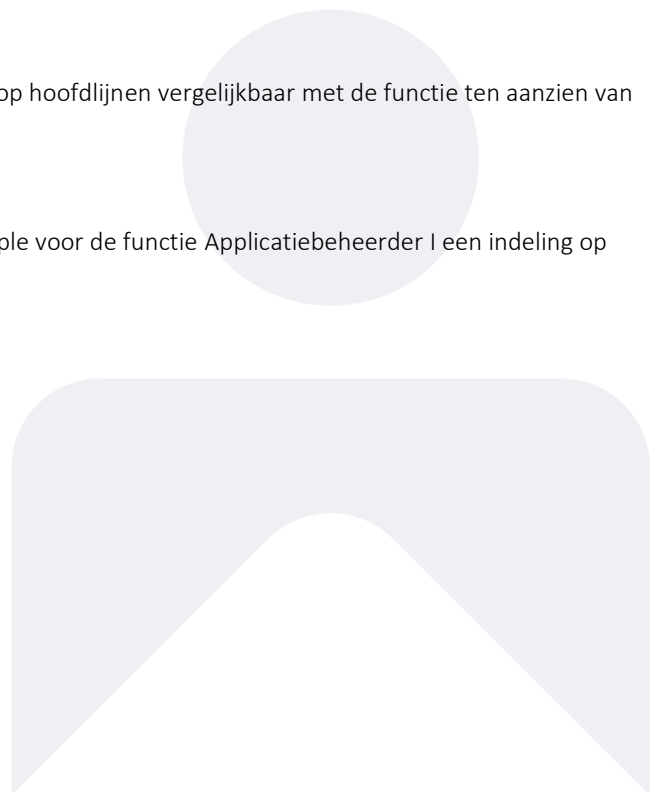 op hoofdlijnen vergelijkbaar met de functie ten aanzien van
ple voor de functie Applicatiebeheerder I een indeling op